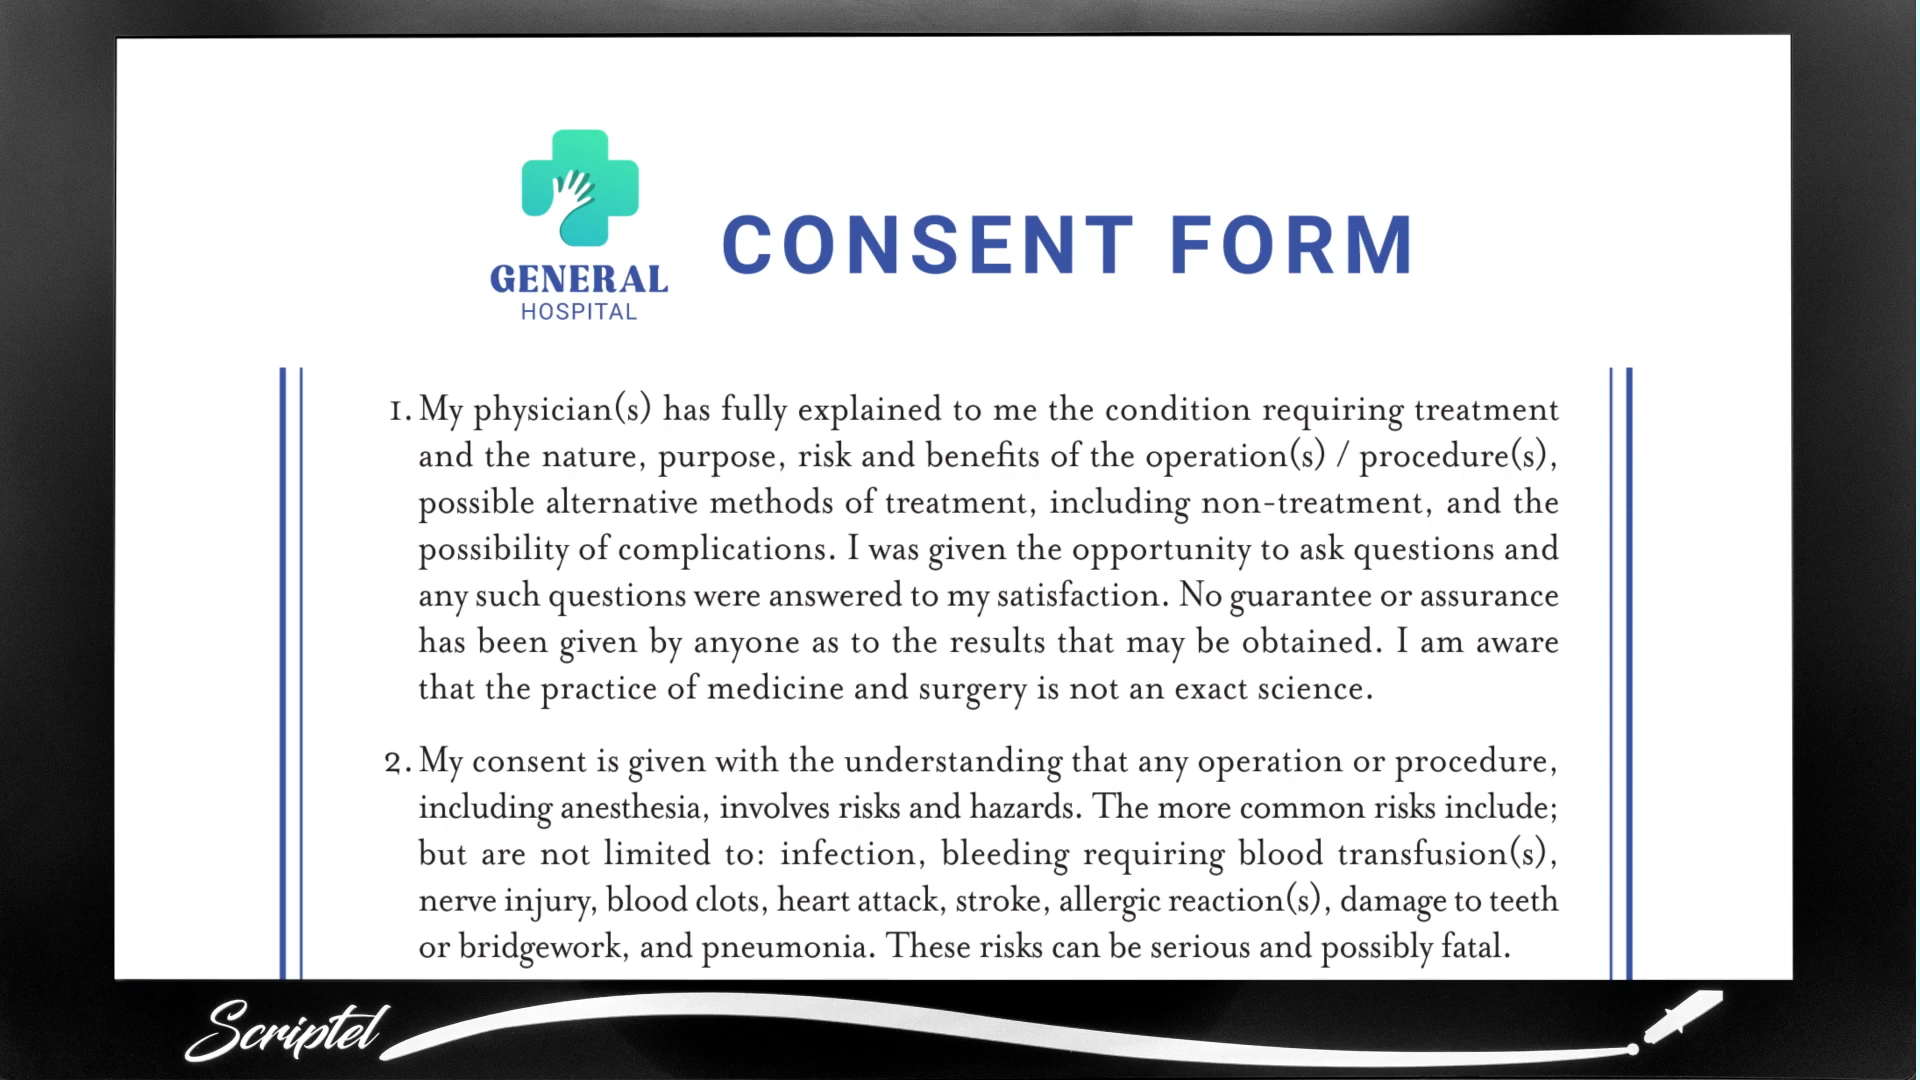 GENERAL
HOSPITAL
CONSENT FORM
1. My physician(s) has fully explained to me the condition requiring treatment
and the nature, purpose, risk and benefits of the operation(s) / procedure(s),
possible alternative methods of treatment, including non-treatment, and the
possibility of complications. I was given the opportunity to ask questions and
any such questions were answered to my satisfaction. No guarantee or assurance
has been given by anyone as to the results that may be obtained. I am aware
that the practice of medicine and surgery is not an exact science.
2. My consent is given with the understanding that any operation or procedure,
including anesthesia, involves risks and hazards. The more common risks include;
but are not limited to: infection, bleeding requiring blood transfusion(s),
nerve injury, blood clots, heart attack, stroke, allergic reaction(s), damage to teeth
or bridgework, and pneumonia. These risks can be serious and possibly fatal.
Scriptel